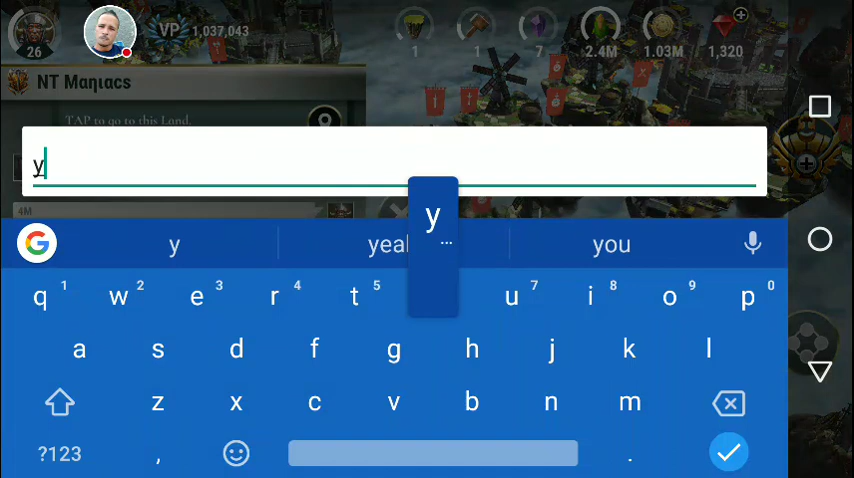 26
VP 1,037,043
1
1
7
2.4M
1.03M
1,320
NT Maniacs
TAP to go to this Land.
y
4M
y
G
y
yeah
you
q 1 w 2 e 3 r 4 t 5 u 7 i 8 o 9 p 0
a s d f g h j k l
z x c v b n m
?123 , .